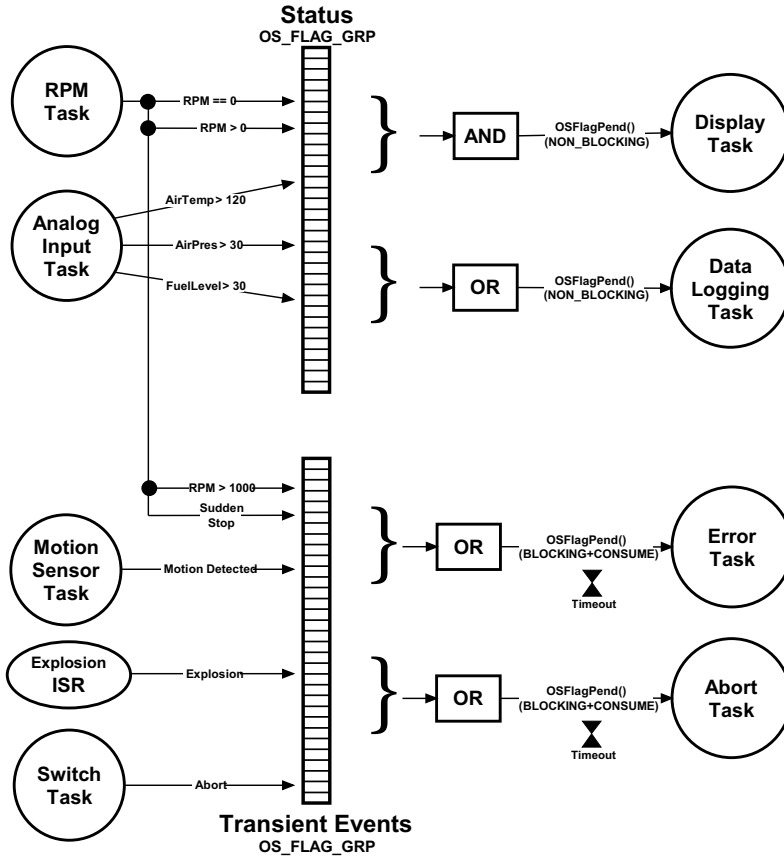 Status
OS_FLAG_GRP
RPM
Task
RPM == 0
RPM > 0
AND
OSFlagPend()
(NON_BLOCKING)
Display
Task
Analog
Input
Task
AirTemp > 120
AirPres > 30
FuelLevel > 30
OR
OSFlagPend()
(NON_BLOCKING)
Data
Logging
Task
RPM > 1000
Sudden
Stop
Motion
Sensor
Task
Motion Detected
OR
OSFlagPend()
(BLOCKING+CONSUME)
Timeout
Error
Task
Explosion
ISR
Explosion
OR
OSFlagPend()
(BLOCKING+CONSUME)
Timeout
Abort
Task
Switch
Task
Abort
Transient Events
OS_FLAG_GRP